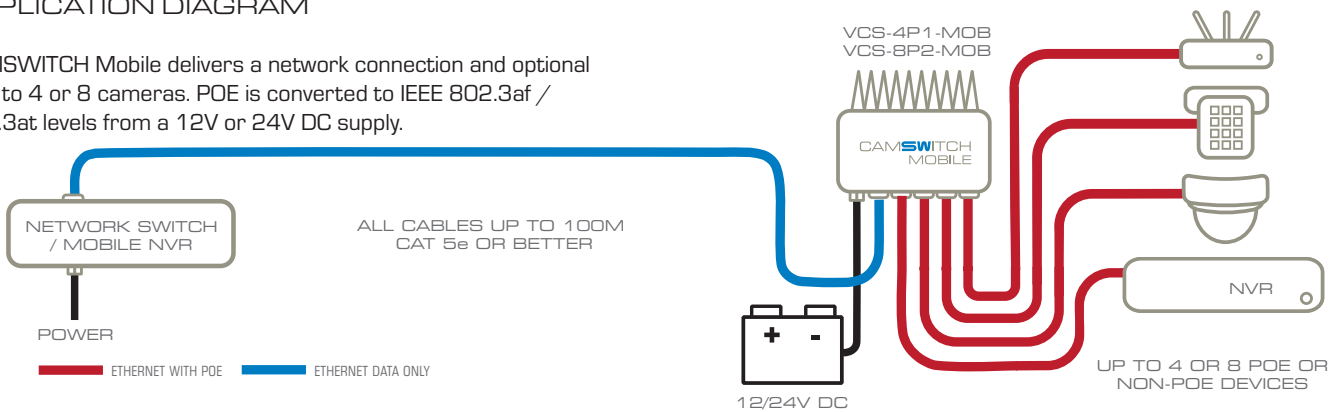 PLICATION DIAGRAM
MSWITCH Mobile delivers a network connection and optional
to 4 or 8 cameras. POE is converted to IEEE 802.3af /
.3at levels from a 12V or 24V DC supply.
VCS-4P1-MOB
VCS-8P2-MOB
CAMSWITCH
MOBILE
NETWORK SWITCH
/ MOBILE NVR
ALL CABLES UP TO 100M
CAT 5e OR BETTER
NVR
+ -
POWER
ETHERNET WITH POE
ETHERNET DATA ONLY
UP TO 4 OR 8 POE OR
NON-POE DEVICES
12/24V DC